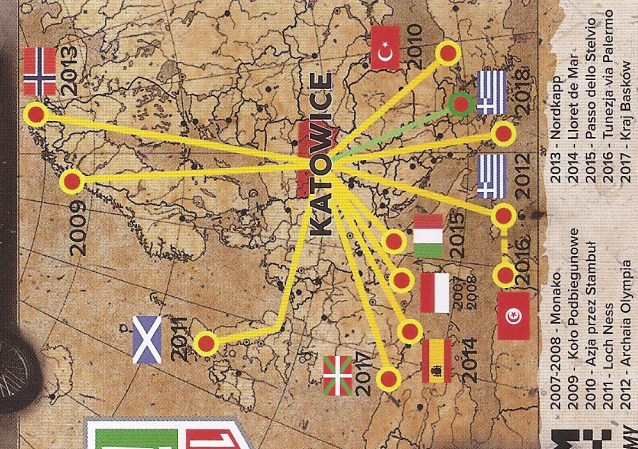 KATOWICE
2013
2009
2011
2017
2014
2007
2008
2015
2016
2012
2018
2010
2007-2008 - Monako
2009 - Koło Podbiegunowe
2010 - Azja przez Stambuł
2011 - Loch Ness
2012 - Archaia Olympia
2013 - Nordkapp
2014 - Lloret de Mar
2015 - Passo dello Stelvio
2016 - Tunezja via Palermo
2017 - Kraj Basków